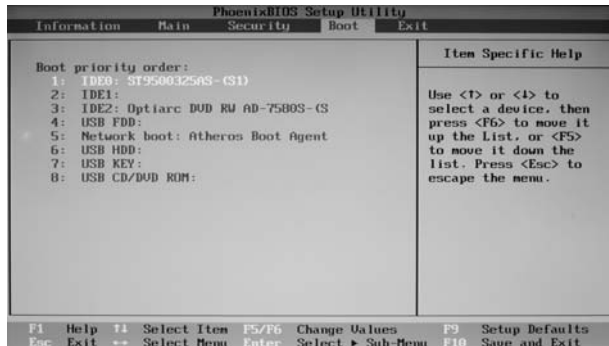 PhoenixBIOS Setup Utility
Information Main Security Boot Exit
Item Specific Help
Boot priority order:
1: IDE0: ST9500325AS-(S1)
2: IDE1:
3: IDE2: Optiarc DVD RW AD-7580S-(S
4: USB FDD:
5: Network boot: Atheros Boot Agent
6: USB HDD:
7: USB KEY:
8: USB CD/DVD ROM:
Use <↑> or <↓> to
select a device, then
press <F6> to move it
up the List, or <F5>
to move it down the
list. Press <Esc> to
escape the menu.
F1 Help ↑↓ Select Item F5/F6 Change Values F9 Setup Defaults
Esc Exit ↔ Select Menu Enter Select ▶ Sub-Menu F10 Save and Exit